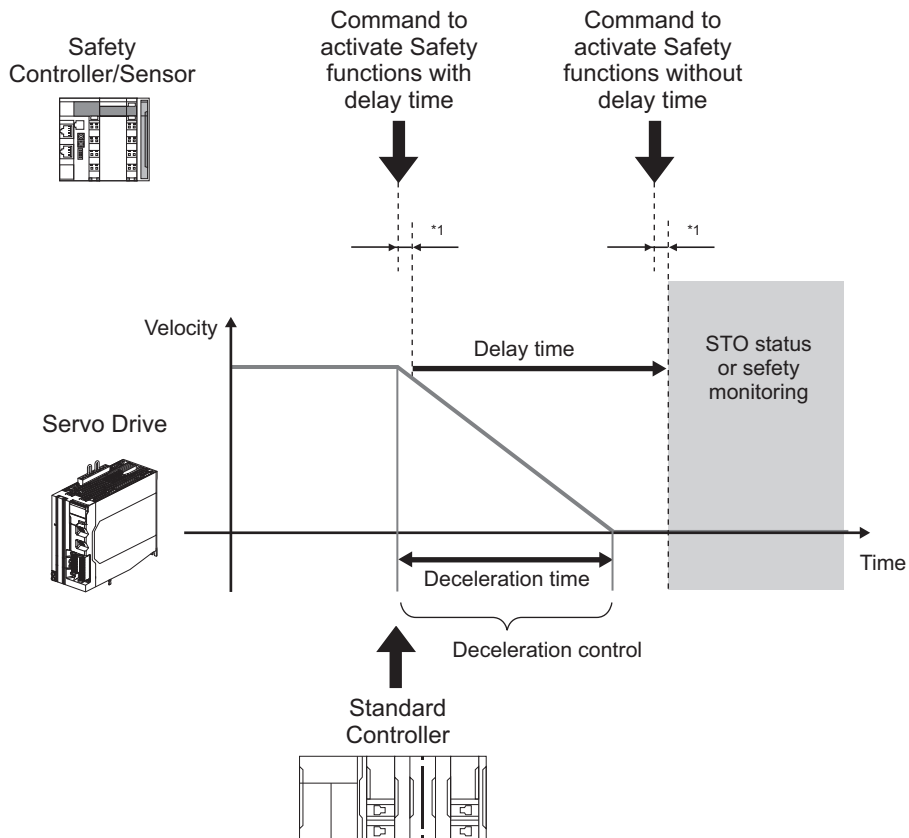 Safety
Controller/Sensor
Command to
activate Safety
functions with
delay time
Command to
activate Safety
functions without
delay time
*1
*1
Velocity
Delay time
STO status
or sefety
monitoring
Servo Drive
Time
Deceleration time
Deceleration control
Standard
Controller